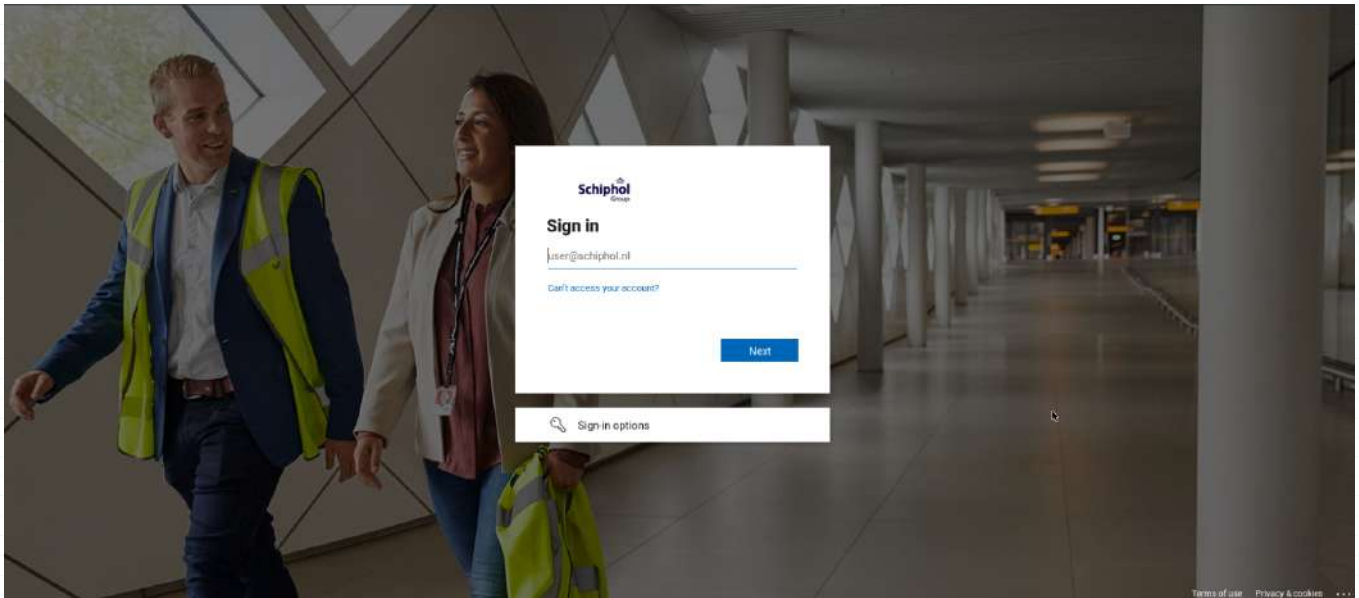 Schiphol
Group
Sign in
user@schiphol.nl
Can't access your account?
Next
Sign-in options
Terms of use Privacy & cookies ...